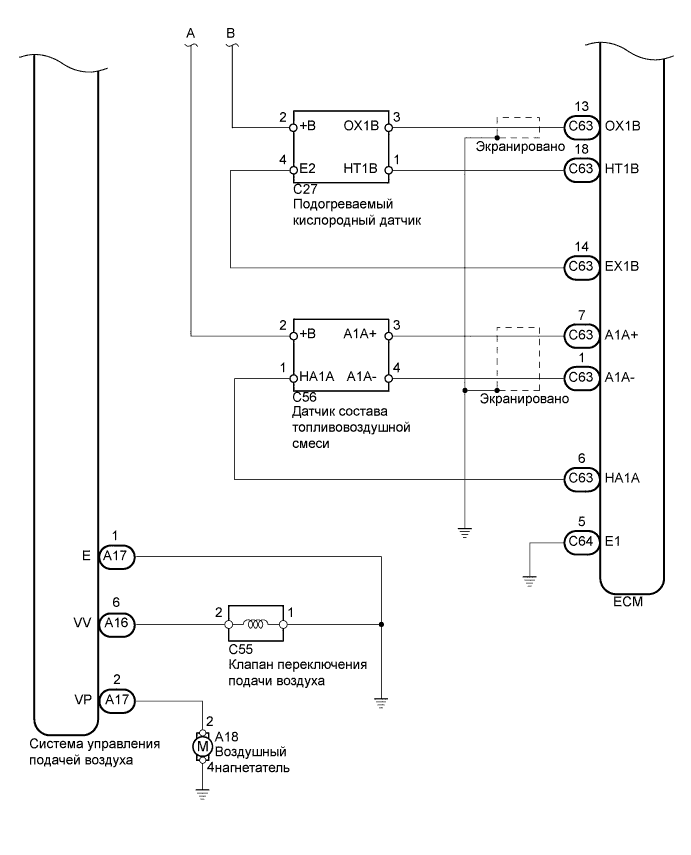 A B
13
2 +B OX1B 3 C63 OX1B
Экранировано
18
4 E2 HT1B 1 C63 HT1B
C27
Подогреваемый
кислородный датчик
14
C63 EX1B
7
2 +B A1A+ 3 C63 A1A+
1
1 HA1A A1A- 4 C63 A1A-
C56
Экранировано
Датчик состава
топливовоздушной
смеси
6
C63 HA1A
5
C64 E1
1
E A17
ECM
6
VV A16 2 1
C55
Клапан переключения
подачи воздуха
2
VP A17
2
A18
M Воздушный
4 нагнетатель
Система управления
подачей воздуха